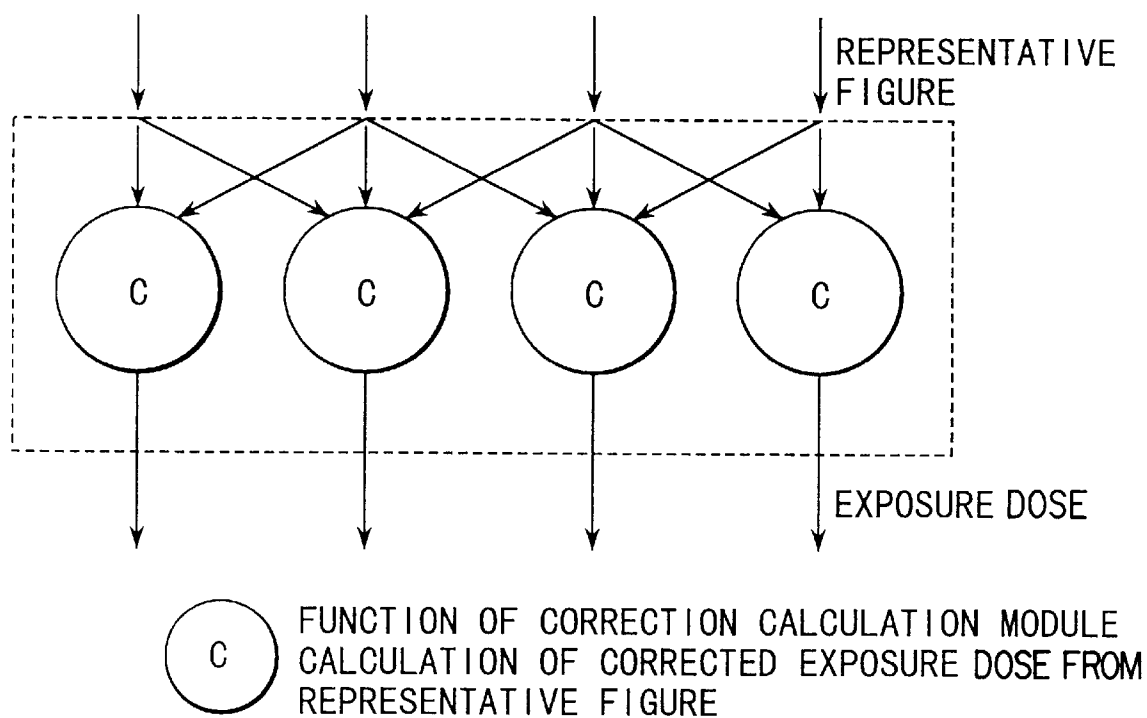 REPRESENTATIVE
FIGURE
C C C C
EXPOSURE DOSE
C
FUNCTION OF CORRECTION CALCULATION MODULE
CALCULATION OF CORRECTED EXPOSURE DOSE FROM
REPRESENTATIVE FIGURE